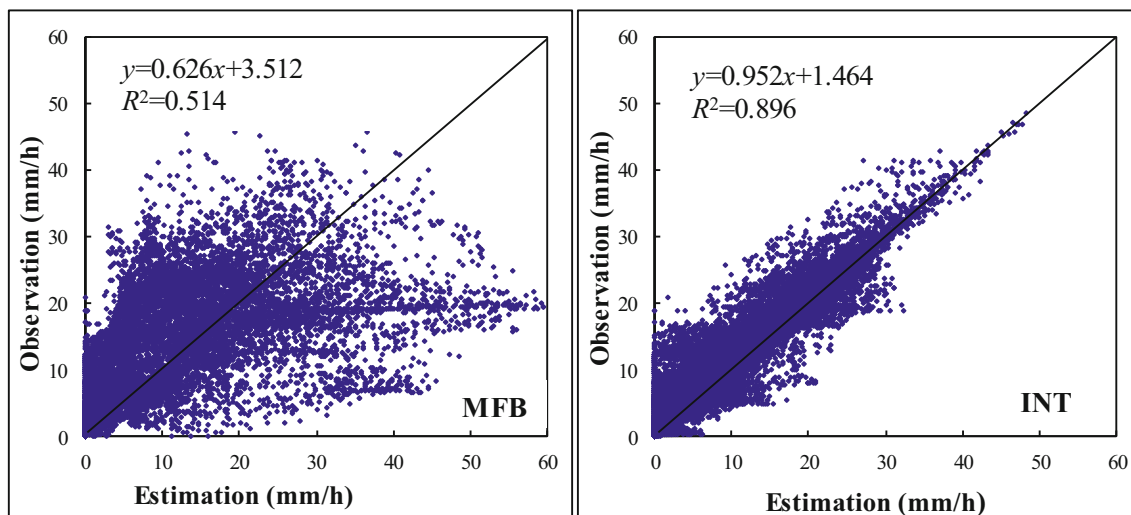 60
50
40
30
20
10
0
Observation (mm/h)
y=0.626x+3.512
R²=0.514
MFB
0 10 20 30 40 50 60
Estimation (mm/h)
60
50
40
30
20
10
0
Observation (mm/h)
y=0.952x+1.464
R²=0.896
INT
0 10 20 30 40 50 60
Estimation (mm/h)